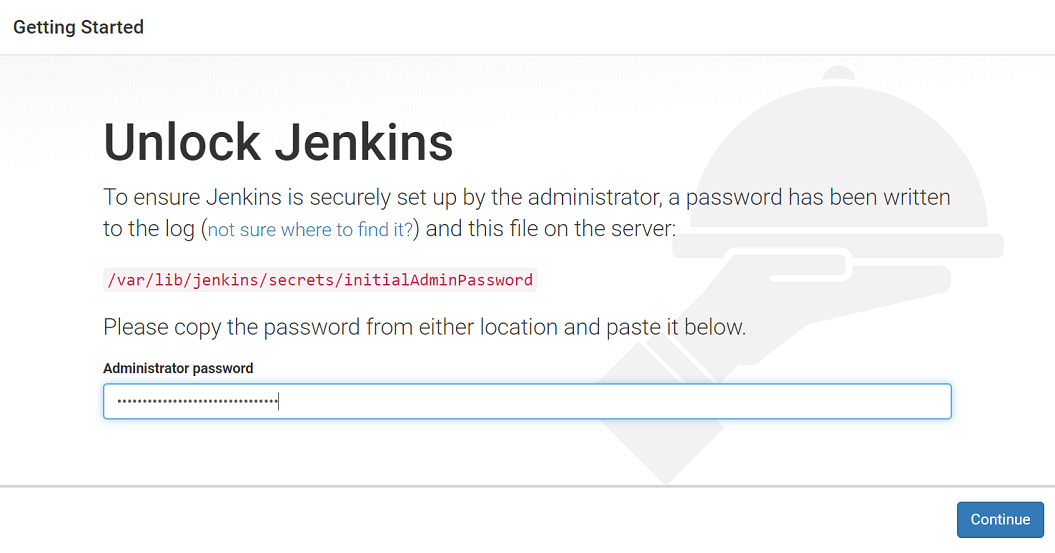 Getting Started
Unlock Jenkins
To ensure Jenkins is securely set up by the administrator, a password has been written
to the log (not sure where to find it?) and this file on the server:
/var/lib/jenkins/secrets/initialAdminPassword
Please copy the password from either location and paste it below.
Administrator password
••••••••••••••••••••••••••••••••
Continue